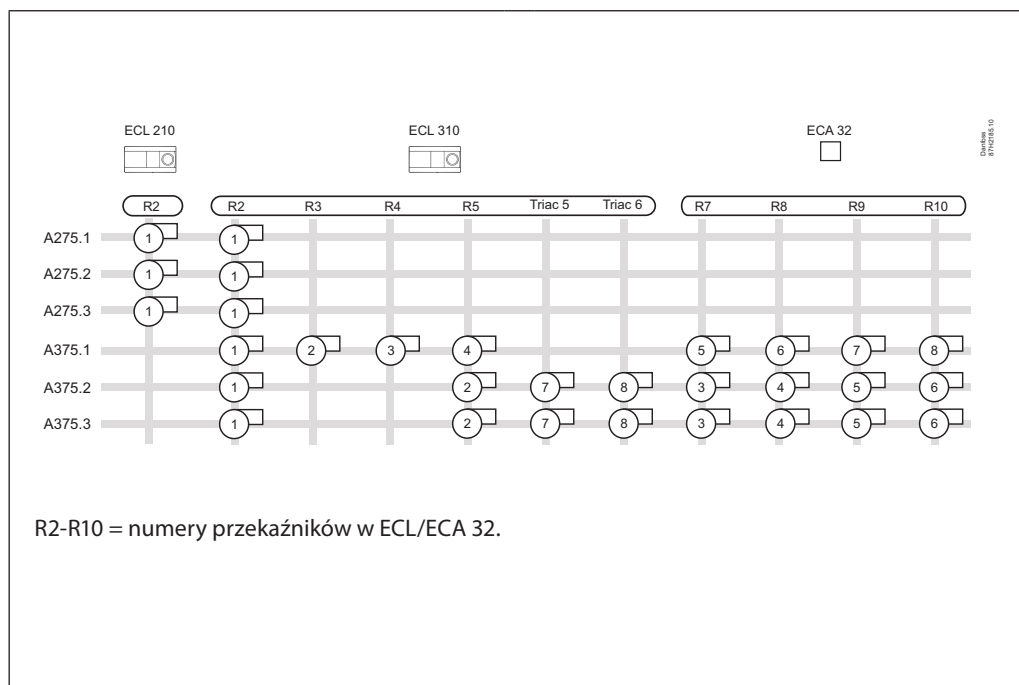 ECL 210 ECL 310 ECA 32
Danfoss
87H2185.10
R2 R2 R3 R4 R5 Triac 5 Triac 6 R7 R8 R9 R10
A275.1 1 1
A275.2 1 1
A275.3 1 1
A375.1 1 2 3 4 5 6 7 8
A375.2 1 2 7 8 3 4 5 6
A375.3 1 2 7 8 3 4 5 6
R2-R10 = numery przekaźników w ECL/ECA 32.